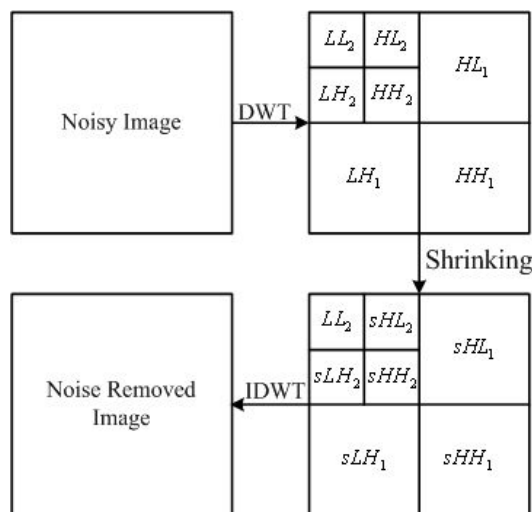 Noisy Image
DWT
LL₂ HL₂
HL₁
LH₂ HH₂
LH₁ HH₁
Shrinking
LL₂ sHL₂
sHL₁
sLH₂ sHH₂
sLH₁ sHH₁
IDWT
Noise Removed
Image